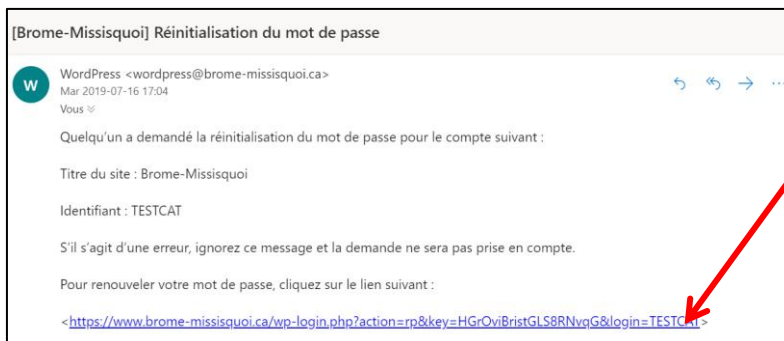 [Brome-Missisquoi] Réinitialisation du mot de passe
W
WordPress <wordpress@brome-missisquoi.ca>
Mar 2019-07-16 17:04
Vous
Quelqu'un a demandé la réinitialisation du mot de passe pour le compte suivant :
Titre du site : Brome-Missisquoi
Identifiant : TESTCAT
S'il s'agit d'une erreur, ignorez ce message et la demande ne sera pas prise en compte.
Pour renouveler votre mot de passe, cliquez sur le lien suivant :
<https://www.brome-missisquoi.ca/wp-login.php?action=rp&key=HGrOviBristGLS8RNvqG&login=TESTCAT>